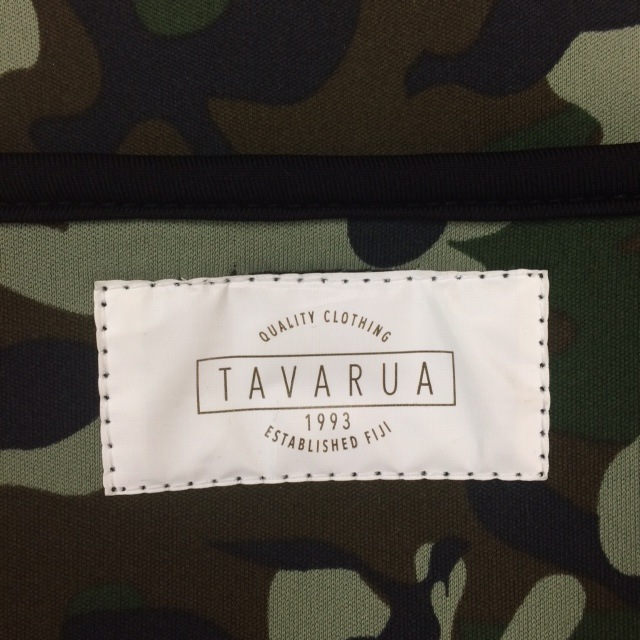 QUALITY CLOTHING
TAVARUA
1993
ESTABLISHED FIJI